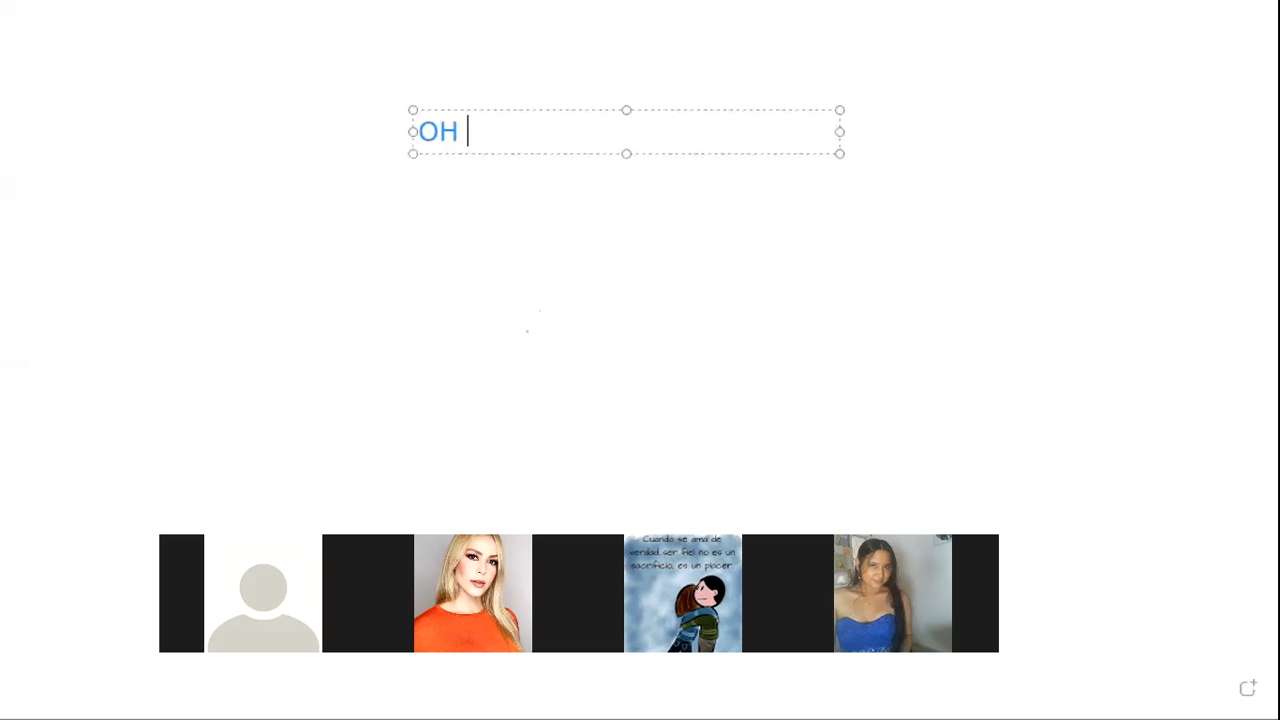 OH
Cuando se ama de
verdad..ser fiel no es un
sacrificio, es un placer